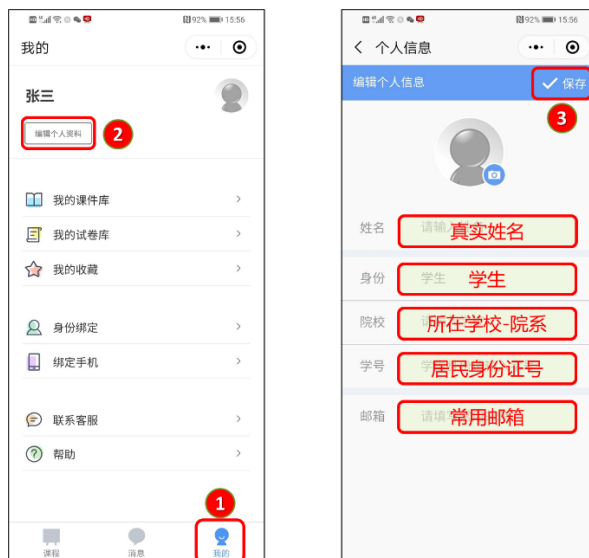 92% 15:56
我的
张三
编辑个人资料
2
我的课件库
我的试卷库
我的收藏
身份绑定
绑定手机
联系客服
帮助
1
课程
消息
我的
92% 15:56
个人信息
编辑个人信息
保存
3
姓名
真实姓名
身份
学生
学生
院校
所在学校-院系
学号
居民身份证号
邮箱
常用邮箱